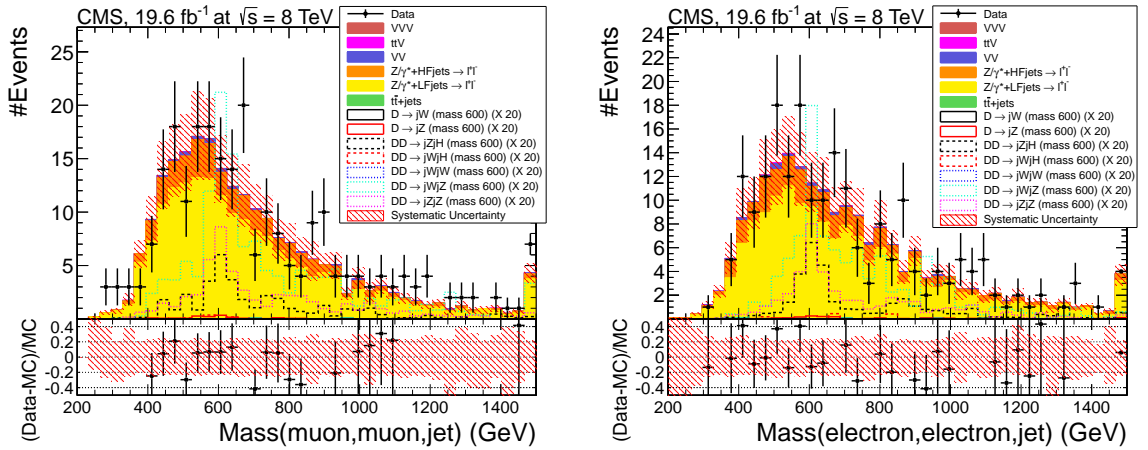 CMS, 19.6 fb⁻¹ at √s = 8 TeV
#Events
25
20
15
10
5
Data
VVV
ttV
VV
Z/γ*+HFjets → l⁺l⁻
Z/γ*+LFjets → l⁺l⁻
tt̄+jets
D → jW (mass 600) (X 20)
D → jZ (mass 600) (X 20)
DD → jZjH (mass 600) (X 20)
DD → jWjH (mass 600) (X 20)
DD → jWjW (mass 600) (X 20)
DD → jWjZ (mass 600) (X 20)
DD → jZjZ (mass 600) (X 20)
Systematic Uncertainty
(Data-MC)/MC
0.4
0.2
0
-0.2
-0.4
200 400 600 800 1000 1200 1400
Mass(muon,muon,jet) (GeV)
CMS, 19.6 fb⁻¹ at √s = 8 TeV
#Events
24
22
20
18
16
14
12
10
8
6
4
2
Data
VVV
ttV
VV
Z/γ*+HFjets → l⁺l⁻
Z/γ*+LFjets → l⁺l⁻
tt̄+jets
D → jW (mass 600) (X 20)
D → jZ (mass 600) (X 20)
DD → jZjH (mass 600) (X 20)
DD → jWjH (mass 600) (X 20)
DD → jWjW (mass 600) (X 20)
DD → jWjZ (mass 600) (X 20)
DD → jZjZ (mass 600) (X 20)
Systematic Uncertainty
(Data-MC)/MC
0.4
0.2
0
-0.2
-0.4
200 400 600 800 1000 1200 1400
Mass(electron,electron,jet) (GeV)